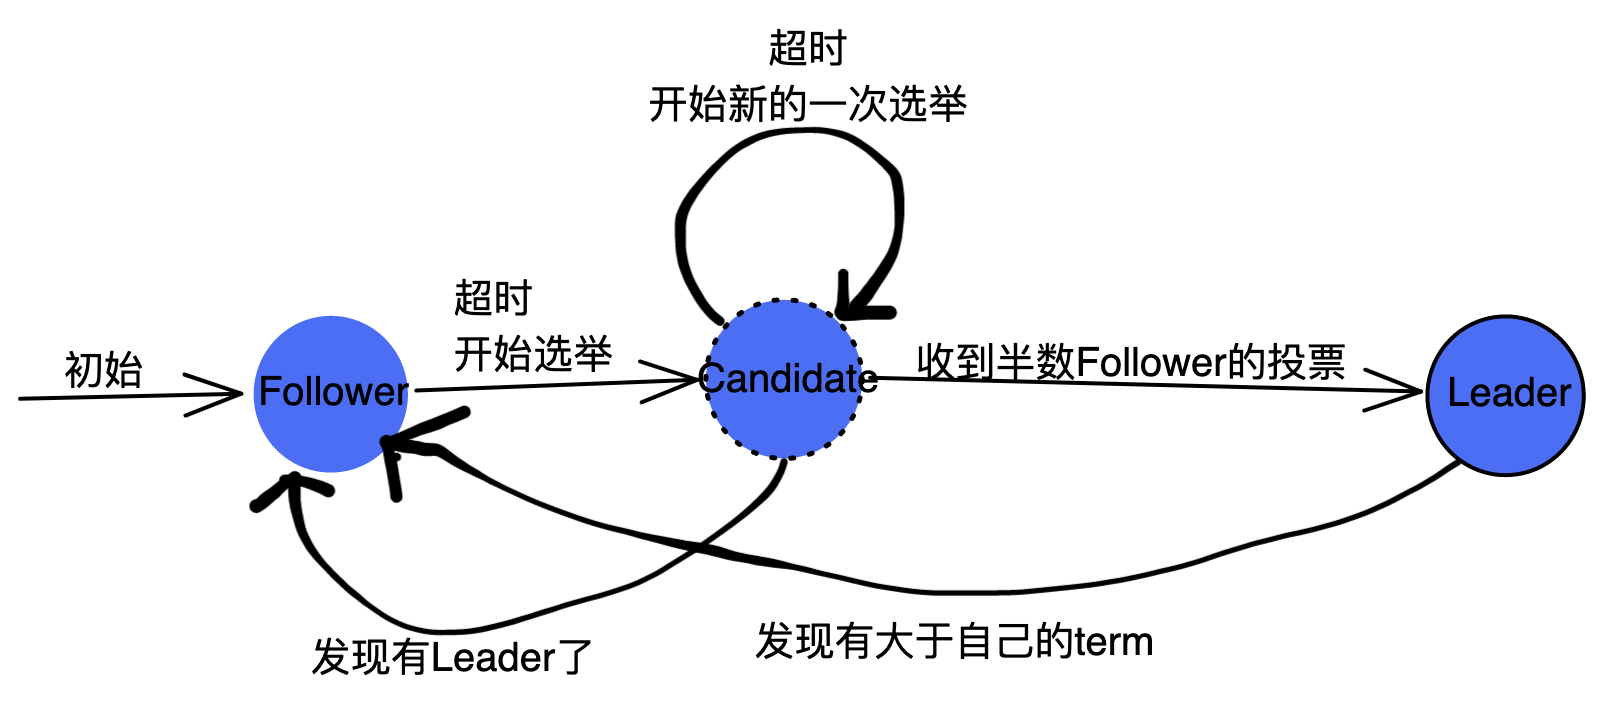 超时
开始新的一次选举
超时
开始选举
初始
Follower
Candidate
收到半数Follower的投票
Leader
发现有Leader了
发现有大于自己的term